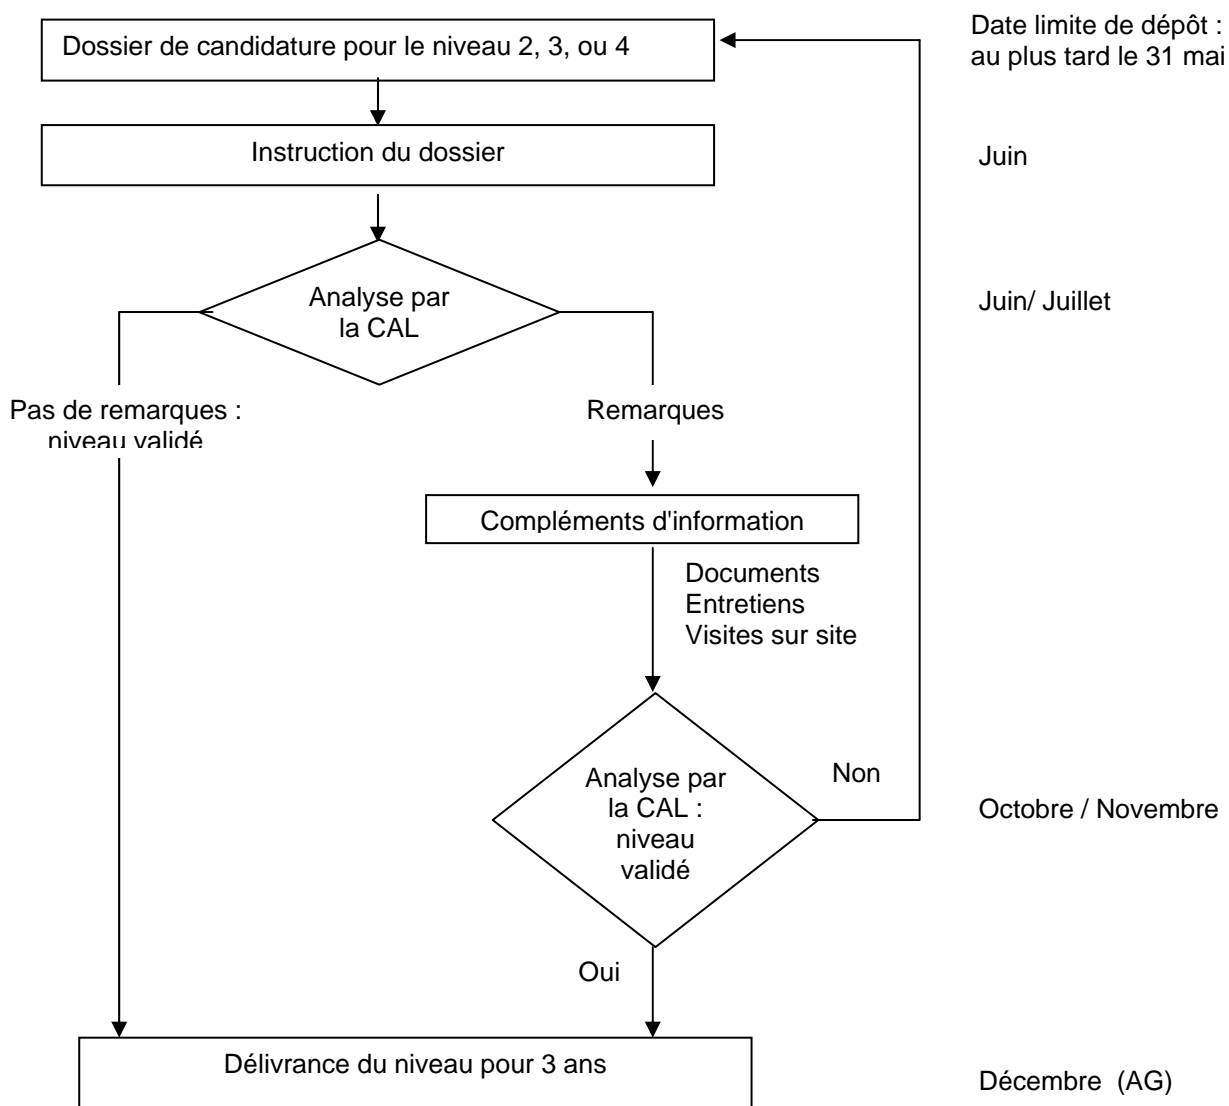 Dossier de candidature pour le niveau 2, 3, ou 4
Date limite de dépôt :
au plus tard le 31 mai
Instruction du dossier
Juin
Analyse par
la CAL
Juin/ Juillet
Pas de remarques :
niveau validé
Remarques
Compléments d'information
Documents
Entretiens
Visites sur site
Analyse par
la CAL :
niveau
validé
Non
Octobre / Novembre
Oui
Délivrance du niveau pour 3 ans
Décembre (AG)